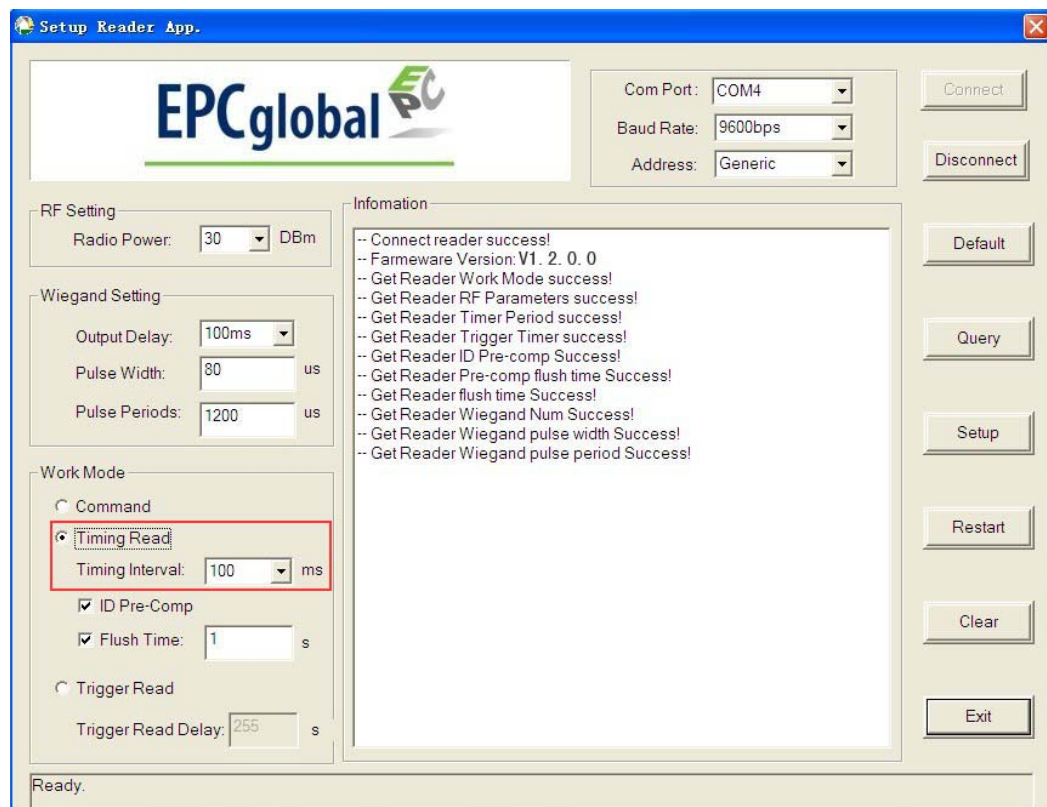 Setup Reader App.
EPCglobal EPC
Com Port: COM4
Baud Rate: 9600bps
Address: Generic
Connect
Disconnect
RF Setting
Radio Power: 30 DBm
Wiegand Setting
Output Delay: 100ms
Pulse Width: 80 us
Pulse Periods: 1200 us
Work Mode
Command
Timing Read
Timing Interval: 100 ms
ID Pre-Comp
Flush Time: 1 s
Trigger Read
Trigger Read Delay: 255 s
Infomation
-- Connect reader success!
-- Farmeware Version: V1. 2. 0. 0
-- Get Reader Work Mode success!
-- Get Reader RF Parameters success!
-- Get Reader Timer Period success!
-- Get Reader Trigger Timer success!
-- Get Reader ID Pre-comp Success!
-- Get Reader Pre-comp flush time Success!
-- Get Reader flush time Success!
-- Get Reader Wiegand Num Success!
-- Get Reader Wiegand pulse width Success!
-- Get Reader Wiegand pulse period Success!
Default
Query
Setup
Restart
Clear
Exit
Ready.